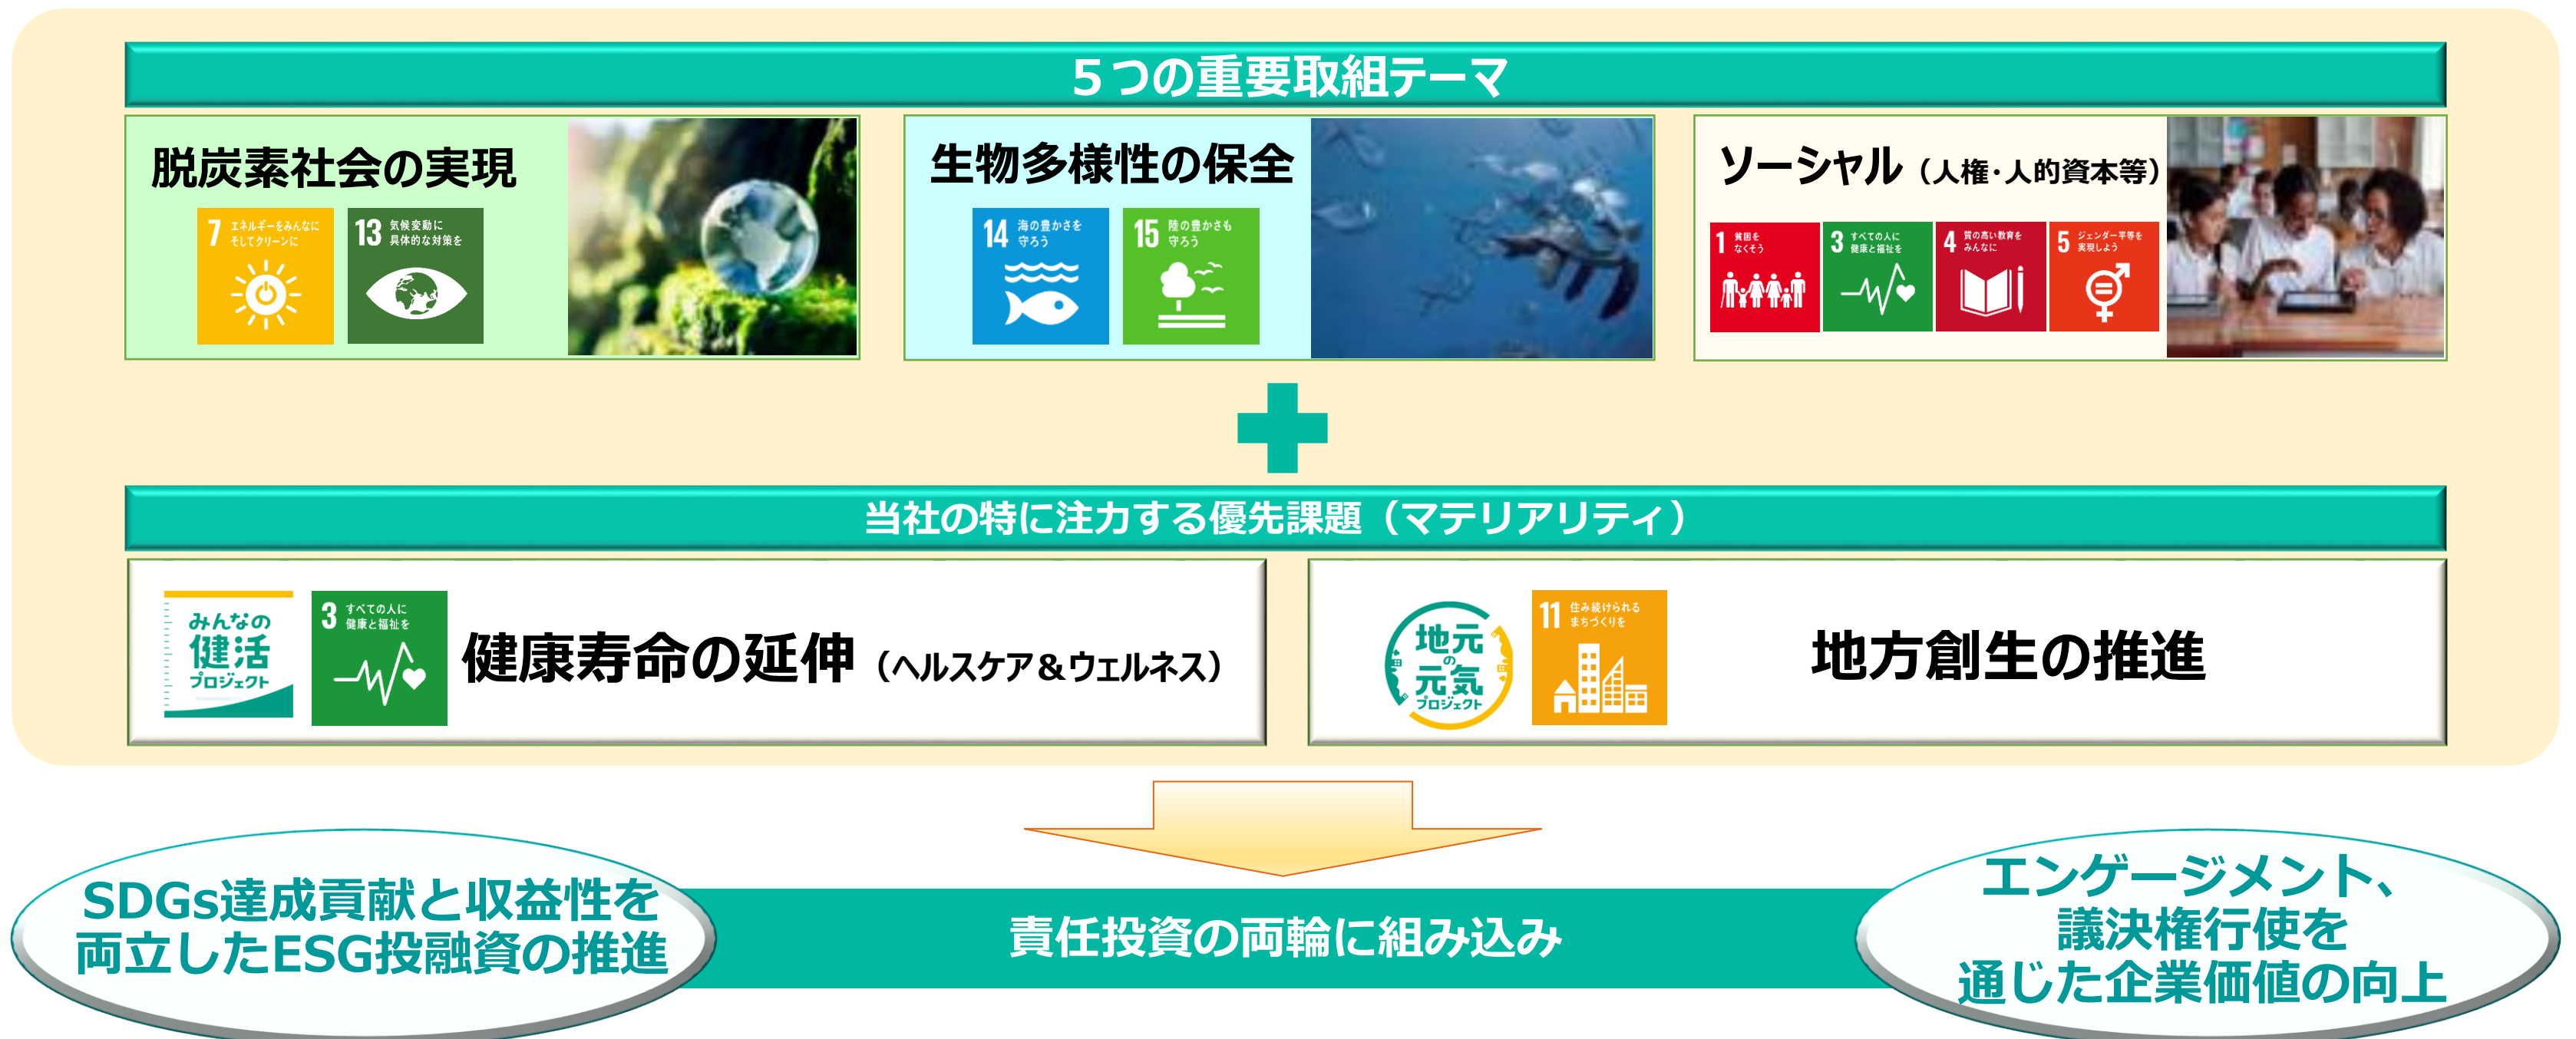 ５つの重要取組テーマ
脱炭素社会の実現
7 エネルギーをみんなに
そしてクリーンに
13 気候変動に
具体的な対策を
生物多様性の保全
14 海の豊かさを
守ろう
15 陸の豊かさも
守ろう
ソーシャル（人権･人的資本等）
1 貧困を
なくそう
3 すべての人に
健康と福祉を
4 質の高い教育を
みんなに
5 ジェンダー平等を
実現しよう
当社の特に注力する優先課題（マテリアリティ）
みんなの
健活
プロジェクト
3 すべての人に
健康と福祉を
健康寿命の延伸（ヘルスケア＆ウェルネス）
地元
の
元気
プロジェクト
11 住み続けられる
まちづくりを
地方創生の推進
SDGs達成貢献と収益性を
両立したESG投融資の推進
責任投資の両輪に組み込み
エンゲージメント、
議決権行使を
通じた企業価値の向上